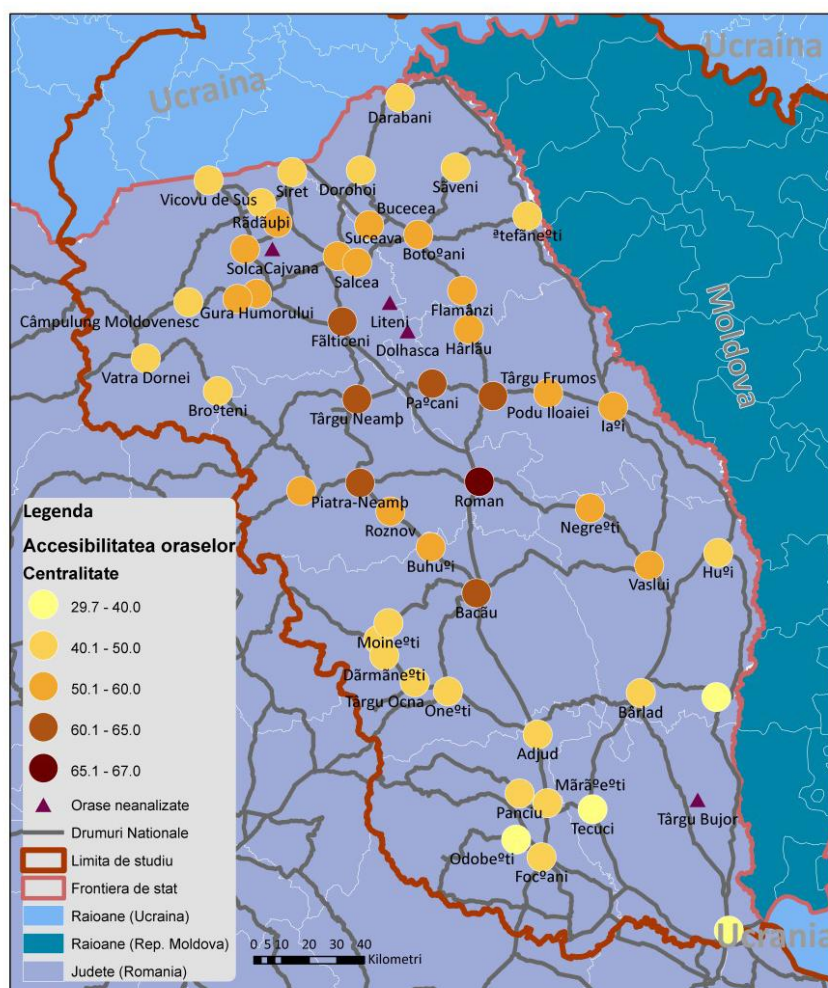 Ucraina
Ucraina
Darabani
Siret
Dorohoi
Săveni
Vicovu de Sus
Bucecea
Rădăuþi
Suceava
ªtefăneºti
Botoºani
SolcaCajvana
Salcea
Flamânzi
Gura Humorului
Câmpulung Moldovenesc
Liteni
Moldova
Fălticeni
Dolhasca
Hârlău
Vatra Dornei
Târgu Frumos
Broºteni
Paºcani
Podu Iloaiei
Târgu Neamþ
Iaºi
Piatra-Neamþ
Roman
Roznov
Negreºti
Buhuºi
Vaslui
Huºi
Bacău
Moineºti
Dărmăneºti
Târgu Ocna
Oneºti
Bârlad
Adjud
Mărăºeºti
Panciu
Tecuci
Târgu Bujor
Odobeºti
Focºani
Ucrania
Legenda
Accesibilitatea oraselor
Centralitate
29.7 - 40.0
40.1 - 50.0
50.1 - 60.0
60.1 - 65.0
65.1 - 67.0
Orase neanalizate
Drumuri Nationale
Limita de studiu
Frontiera de stat
Raioane (Ucraina)
Raioane (Rep. Moldova)
Judete (Romania)
0 5 10 20 30 40
Kilometri